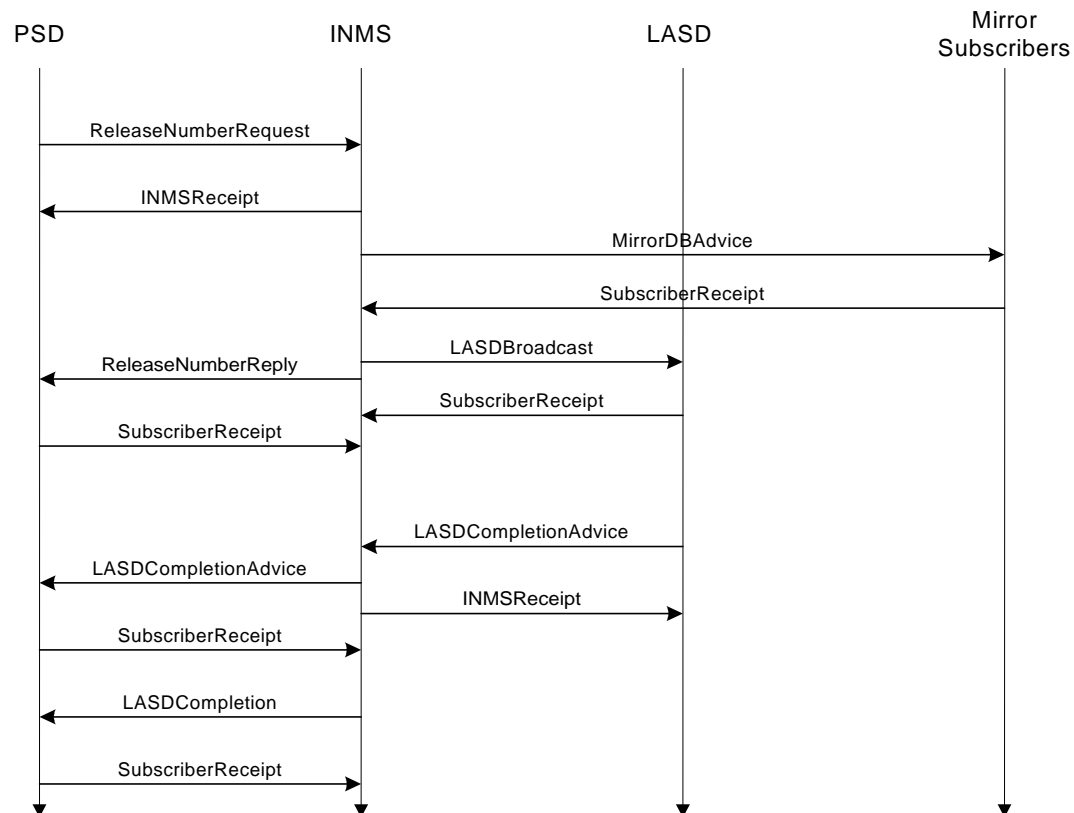 PSD
INMS
LASD
Mirror
Subscribers
ReleaseNumberRequest
INMSReceipt
MirrorDBAdvice
SubscriberReceipt
LASDBroadcast
ReleaseNumberReply
SubscriberReceipt
SubscriberReceipt
LASDCompletionAdvice
LASDCompletionAdvice
INMSReceipt
SubscriberReceipt
LASDCompletion
SubscriberReceipt